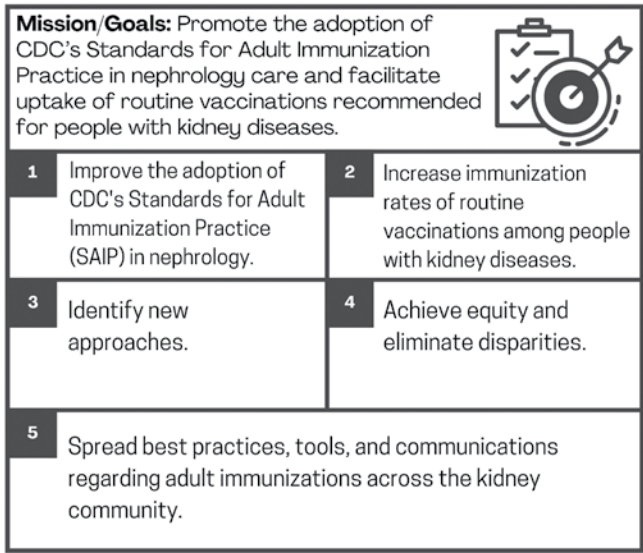 Mission/Goals: Promote the adoption of
CDC's Standards for Adult Immunization
Practice in nephrology care and facilitate
uptake of routine vaccinations recommended
for people with kidney diseases.
1
Improve the adoption of
CDC's Standards for Adult
Immunization Practice
(SAIP) in nephrology.
2
Increase immunization
rates of routine
vaccinations among people
with kidney diseases.
3
Identify new
approaches.
4
Achieve equity and
eliminate disparities.
5
Spread best practices, tools, and communications
regarding adult immunizations across the kidney
community.